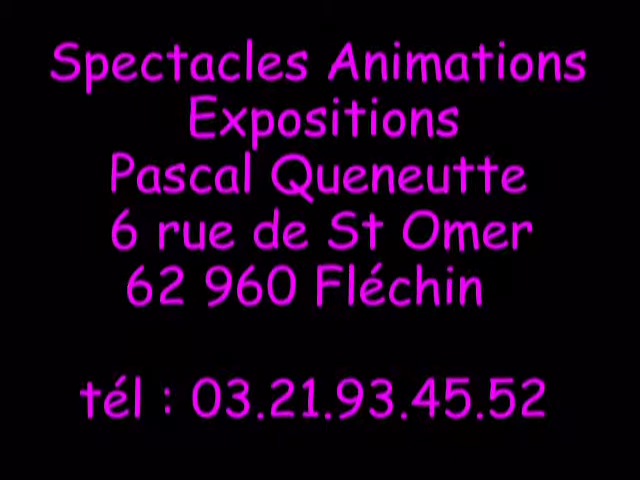 Spectacles Animations
Expositions
Pascal Queneutte
6 rue de St Omer
62 960 Fléchin
tél : 03.21.93.45.52